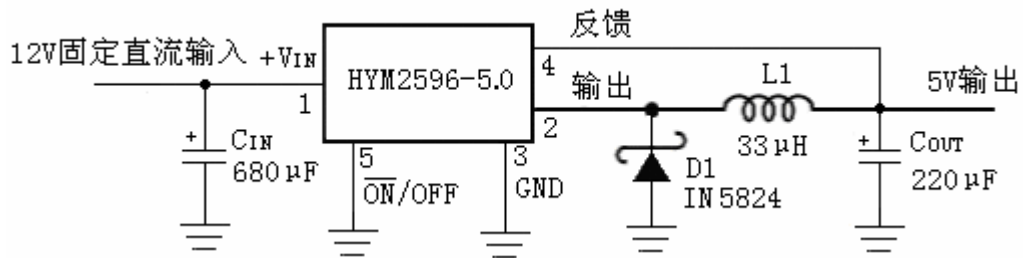 12V固定直流输入
+VIN
1
HYM2596-5.0
反馈
4
输出
2
L1
33μH
5V输出
+
CIN
680μF
5
ON/OFF
3
GND
D1
IN5824
+
COUT
220μF